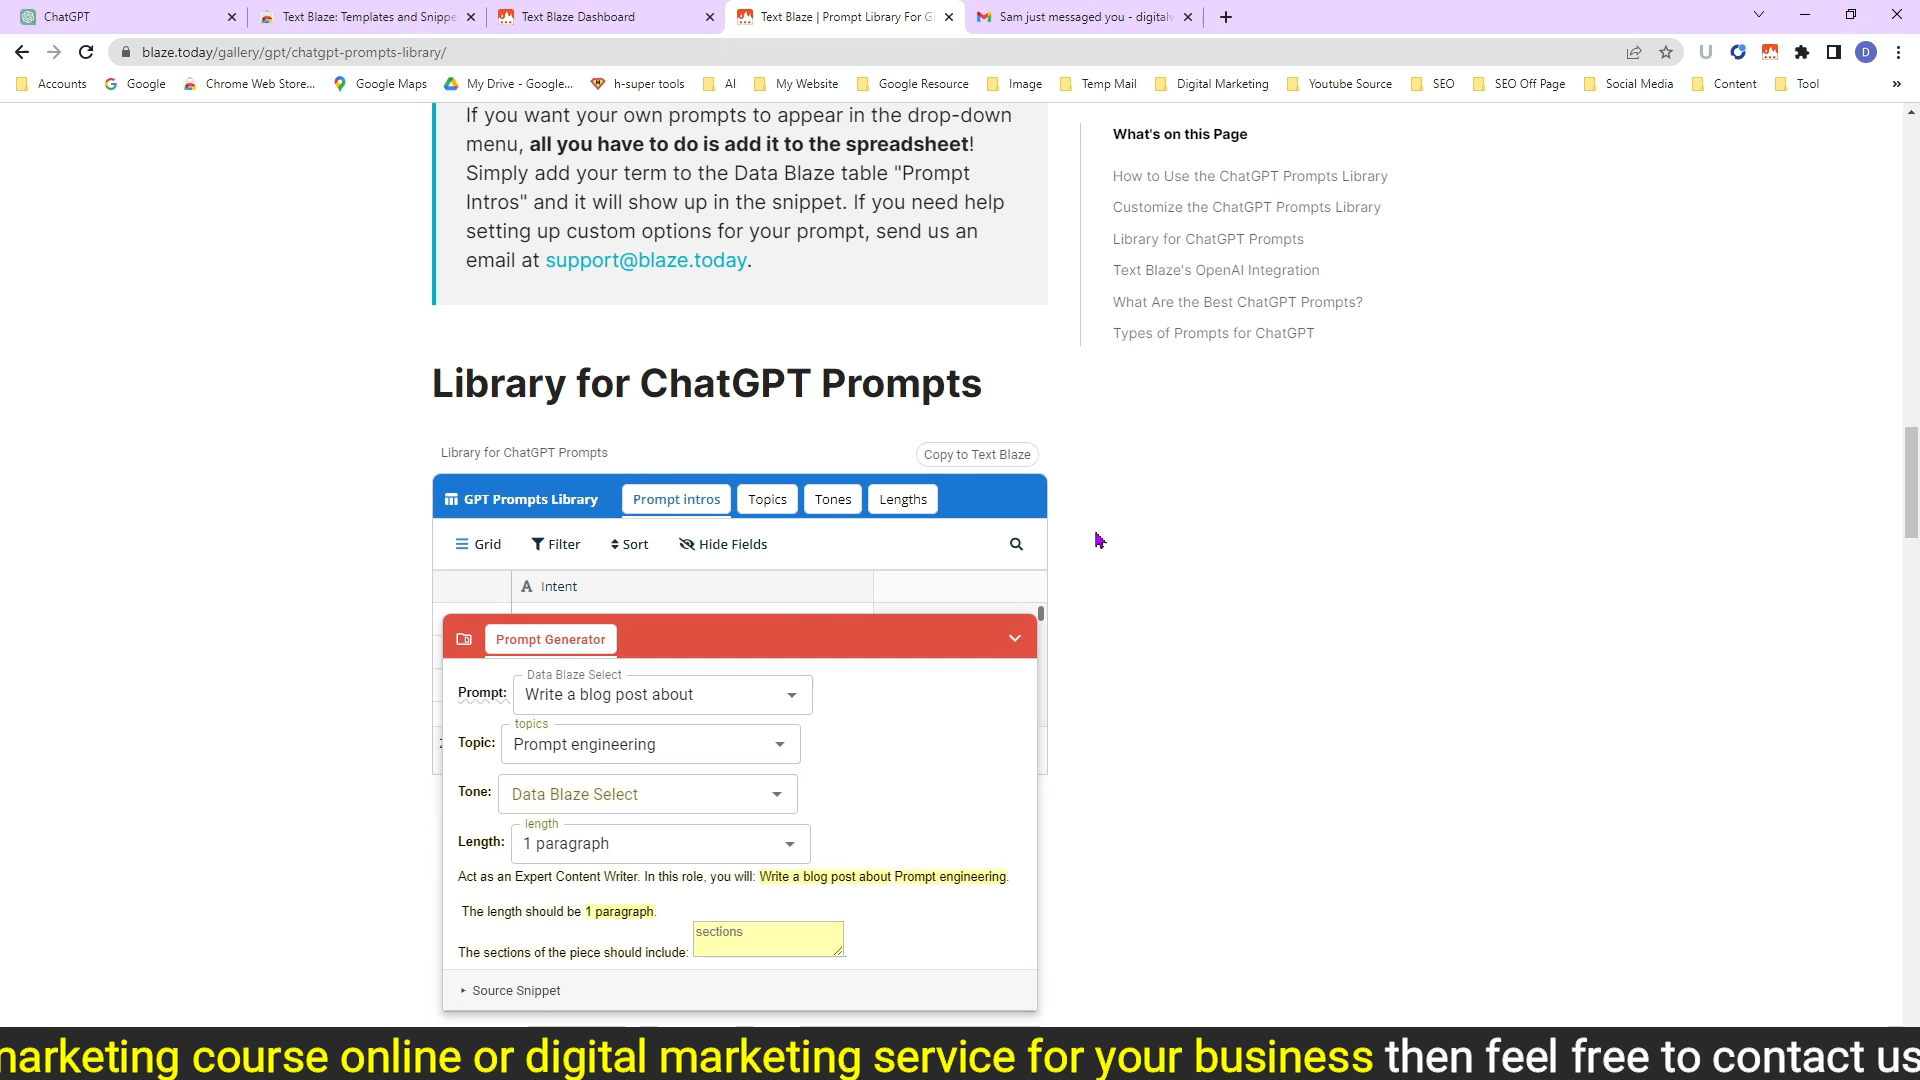 ChatGPT
Text Blaze: Templates and Snippe
Text Blaze Dashboard
Text Blaze | Prompt Library For G
Sam just messaged you - digitalv
blaze.today/gallery/gpt/chatgpt-prompts-library/
D
Accounts
Google
Chrome Web Store...
Google Maps
My Drive - Google...
h-super tools
AI
My Website
Google Resource
Image
Temp Mail
Digital Marketing
Youtube Source
SEO
SEO Off Page
Social Media
Content
Tool
»
If you want your own prompts to appear in the drop-down
menu, all you have to do is add it to the spreadsheet!
Simply add your term to the Data Blaze table "Prompt
Intros" and it will show up in the snippet. If you need help
setting up custom options for your prompt, send us an
email at support@blaze.today.
What's on this Page
How to Use the ChatGPT Prompts Library
Customize the ChatGPT Prompts Library
Library for ChatGPT Prompts
Text Blaze's OpenAI Integration
What Are the Best ChatGPT Prompts?
Types of Prompts for ChatGPT
Library for ChatGPT Prompts
Library for ChatGPT Prompts
Copy to Text Blaze
GPT Prompts Library
Prompt intros
Topics
Tones
Lengths
Grid
Filter
Sort
Hide Fields
A Intent
Prompt Generator
Data Blaze Select
Prompt: Write a blog post about
topics
Topic: Prompt engineering
Tone: Data Blaze Select
length
Length: 1 paragraph
Act as an Expert Content Writer. In this role, you will: Write a blog post about Prompt engineering.
The length should be 1 paragraph.
sections
The sections of the piece should include: .
Source Snippet
marketing course online or digital marketing service for your business then feel free to contact us